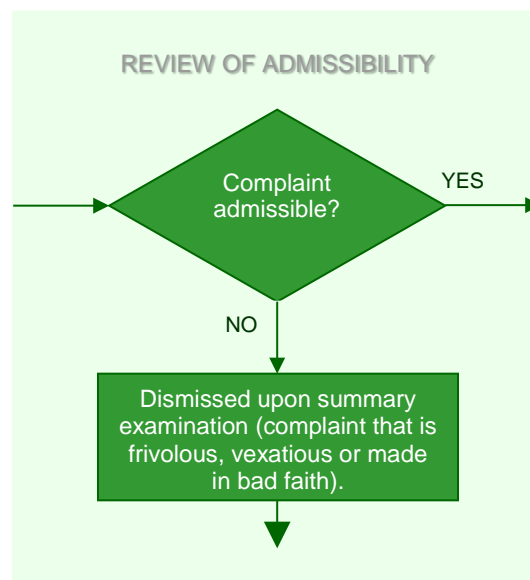 REVIEW OF ADMISSIBILITY
Complaint
admissible?
YES
NO
Dismissed upon summary
examination (complaint that is
frivolous, vexatious or made
in bad faith).